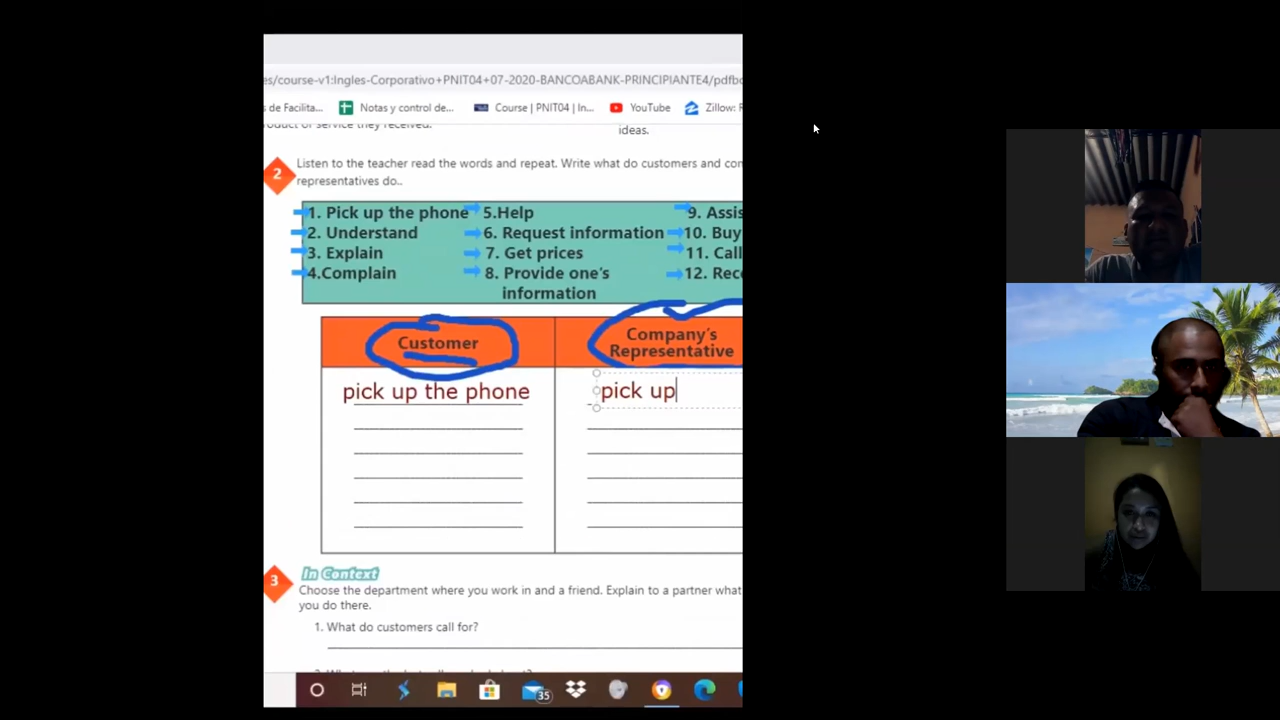 es/course-v1:Ingles-Corporativo+PNIT04+07-2020-BANCOABANK-PRINCIPIANTE4/pdfbo
s de Facilita... Notas y control de... Course | PNIT04 | In... YouTube Zillow: R
roduct or service they received.
ideas.
2
Listen to the teacher read the words and repeat. Write what do customers and con
representatives do..
1. Pick up the phone 5.Help 9. Assis
2. Understand 6. Request information 10. Buy
3. Explain 7. Get prices 11. Call
4.Complain 8. Provide one's 12. Rec
information
Customer
Company's
Representative
pick up the phone pick up
3
In Context
Choose the department where you work in and a friend. Explain to a partner what
you do there.
1. What do customers call for?
35